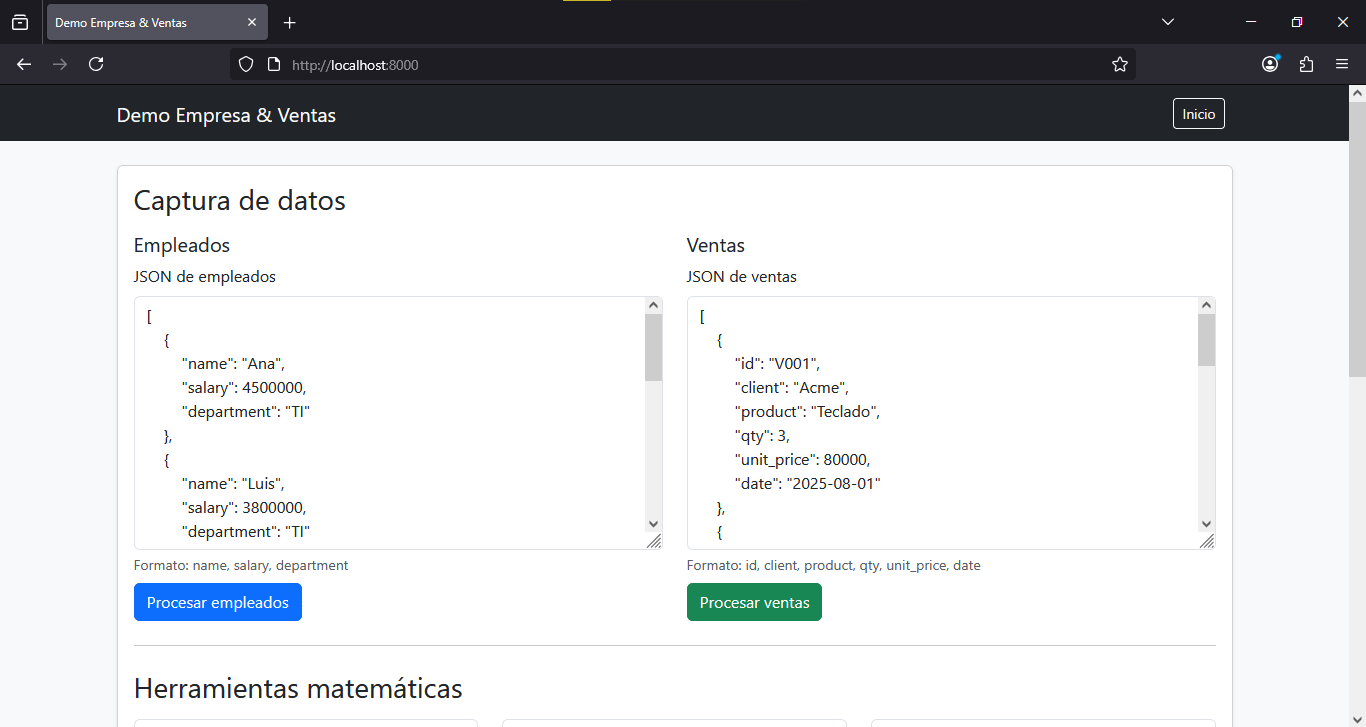 Demo Empresa & Ventas
http://localhost:8000
Demo Empresa & Ventas
Inicio
Captura de datos
Empleados
JSON de empleados
[
{
"name": "Ana",
"salary": 4500000,
"department": "TI"
},
{
"name": "Luis",
"salary": 3800000,
"department": "TI"
Formato: name, salary, department
Procesar empleados
Ventas
JSON de ventas
[
{
"id": "V001",
"client": "Acme",
"product": "Teclado",
"qty": 3,
"unit_price": 80000,
"date": "2025-08-01"
},
{
Formato: id, client, product, qty, unit_price, date
Procesar ventas
Herramientas matemáticas